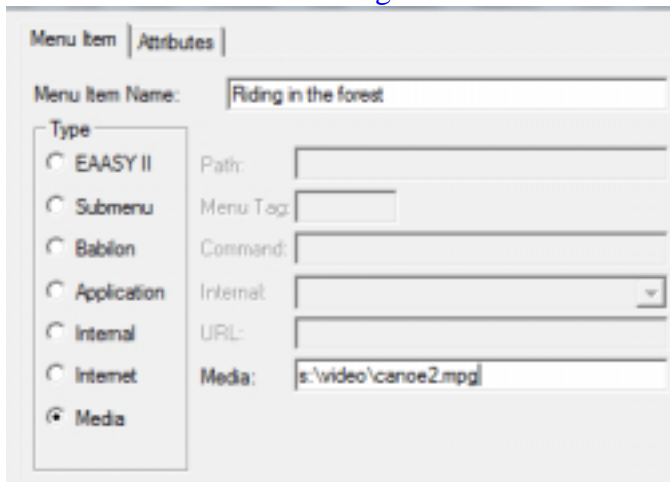 Menu Item Attributes
Menu Item Name: Riding in the forest
Type
EAASY II Path:
Submenu Menu Tag:
Babilon Command:
Application Internal:
Internal URL:
Internet Media: s:\video\canoe2.mpg
Media